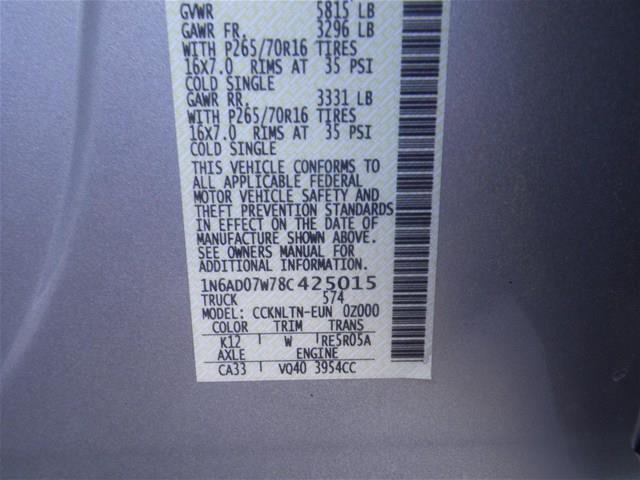 GVWR 5815 LB
GAWR FR. 3296 LB
WITH P265/70R16 TIRES
16X7.0 RIMS AT 35 PSI
COLD SINGLE
GAWR RR. 3331 LB
WITH P265/70R16 TIRES
16X7.0 RIMS AT 35 PSI
COLD SINGLE
THIS VEHICLE CONFORMS TO
ALL APPLICABLE FEDERAL
MOTOR VEHICLE SAFETY AND
THEFT PREVENTION STANDARDS
IN EFFECT ON THE DATE OF
MANUFACTURE SHOWN ABOVE.
SEE OWNERS MANUAL FOR
ADDITIONAL INFORMATION.
1N6AD07W78C425015
TRUCK 574
MODEL: CCKNLTN-EUN 0Z000
COLOR TRIM TRANS
K12 W RE5R05A
AXLE ENGINE
CA33 VQ40 3954CC